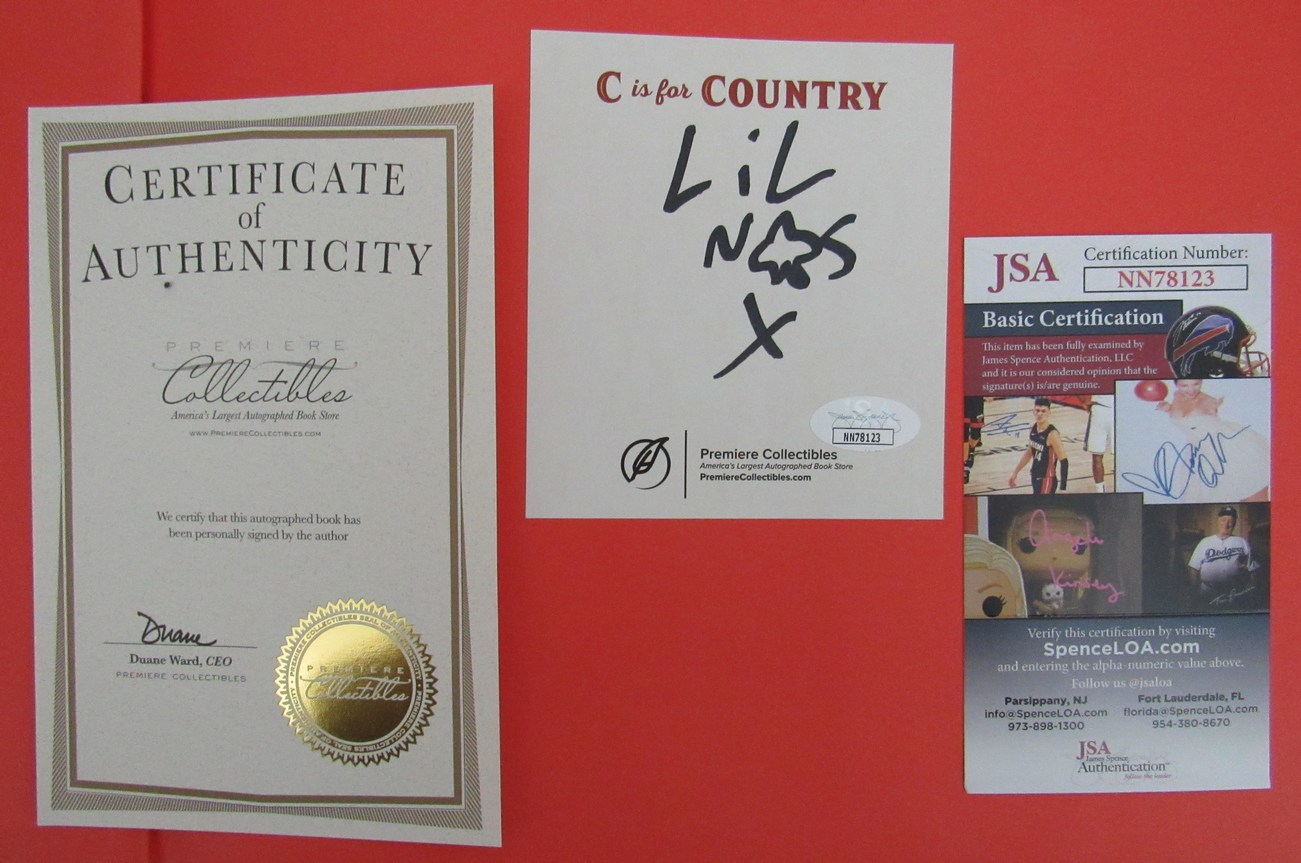 CERTIFICATE
of
AUTHENTICITY
PREMIERE
Collectibles
America's Largest Autographed Book Store
www.PremiereCollectibles.com
We certify that this autographed book has
been personally signed by the author
Duane
Duane Ward, CEO
PREMIERE COLLECTIBLES
PREMIERE
Collectibles
C is for COUNTRY
LiL
NAS
X
NN78123
Premiere Collectibles
America's Largest Autographed Book Store
PremiereCollectibles.com
JSA
Certification Number:
NN78123
Basic Certification
This item has been fully examined by
James Spence Authentication, LLC
and it is our considered opinion that the
signature(s) is/are genuine.
Angela
Kinsey
Dodgers
Verify this certification by visiting
SpenceLOA.com
and entering the alpha-numeric value above.
Follow us @jsaloa
Parsippany, NJ
info@SpenceLOA.com
973-898-1300
Fort Lauderdale, FL
florida@SpenceLOA.com
954-380-8670
JSA
James Spence
Authentication